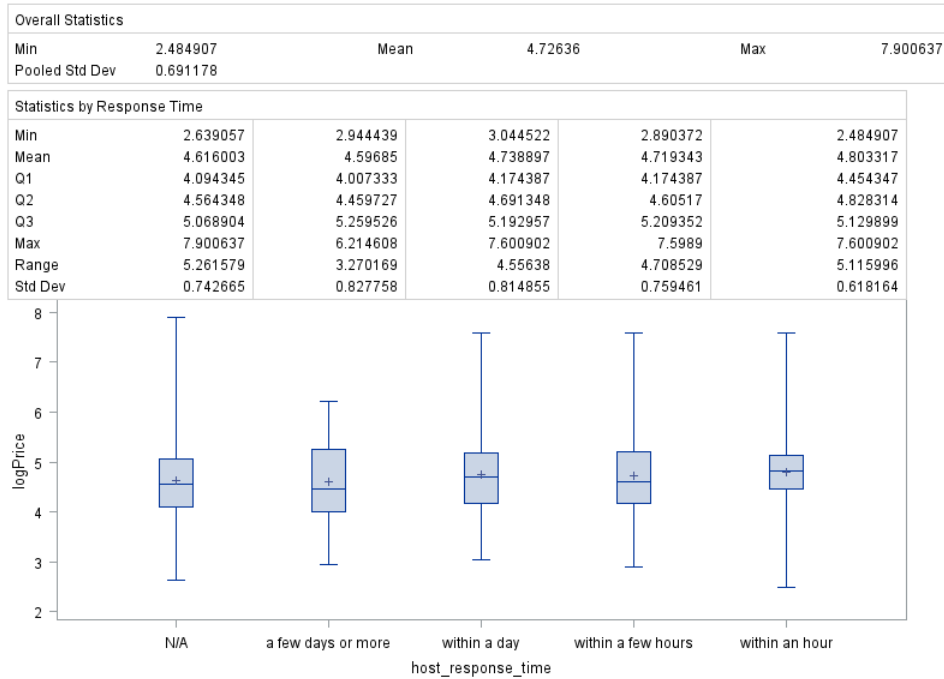 Overall Statistics
Min 2.484907 Mean 4.72636 Max 7.900637
Pooled Std Dev 0.691178
Statistics by Response Time
Min 2.639057 2.944439 3.044522 2.890372 2.484907
Mean 4.616003 4.59685 4.738897 4.719343 4.803317
Q1 4.094345 4.007333 4.174387 4.174387 4.454347
Q2 4.564348 4.459727 4.691348 4.60517 4.828314
Q3 5.068904 5.259526 5.192957 5.209352 5.129899
Max 7.900637 6.214608 7.600902 7.5989 7.600902
Range 5.261579 3.270169 4.55638 4.708529 5.115996
Std Dev 0.742665 0.827758 0.814855 0.759461 0.618164
8
7
6
5
4
3
2
logPrice
N/A a few days or more within a day within a few hours within an hour
host_response_time